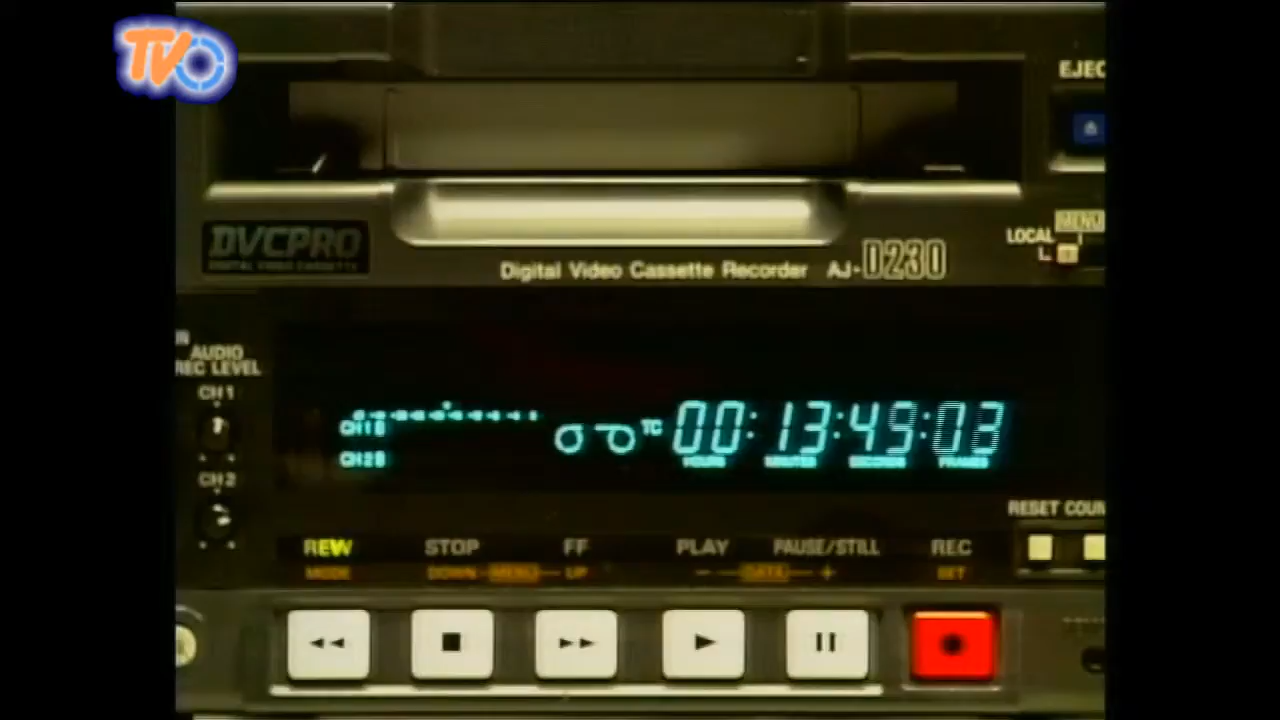 TVO
EJEC
DVCPRO
DIGITAL VIDEO CASSETTE
MENU
LOCAL
Digital Video Cassette Recorder AJ-D230
AUDIO
REC LEVEL
CH1
CH2
CH1
CH2
TC 00:13:49:03
HOURS MINUTES SECONDS FRAMES
RESET COUN
REW STOP FF PLAY PAUSE/STILL REC
MODE DOWN MENU UP − DATA + SET